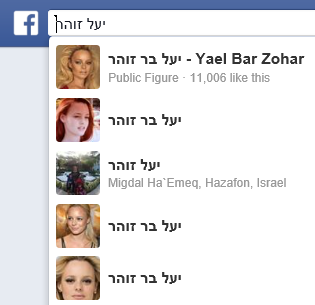 יעל זוהר
יעל בר זוהר - Yael Bar Zohar
Public Figure · 11,006 like this
יעל בר זוהר
יעל זוהר
Migdal Ha`Emeq, Hazafon, Israel
יעל בר זוהר
יעל בר זוהר